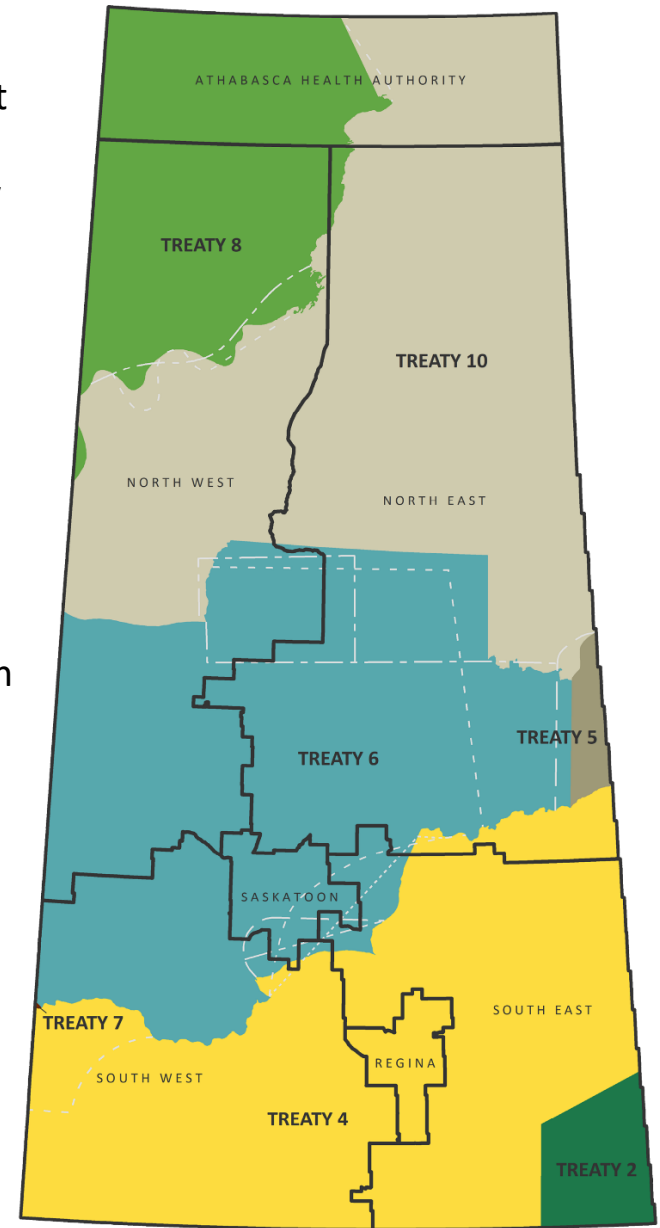 t
ATHABASCA HEALTH AUTHORITY
TREATY 8
TREATY 10
NORTH WEST
NORTH EAST
n
TREATY 5
TREATY 6
SASKATOON
SOUTH EAST
TREATY 7
REGINA
SOUTH WEST
TREATY 4
TREATY 2